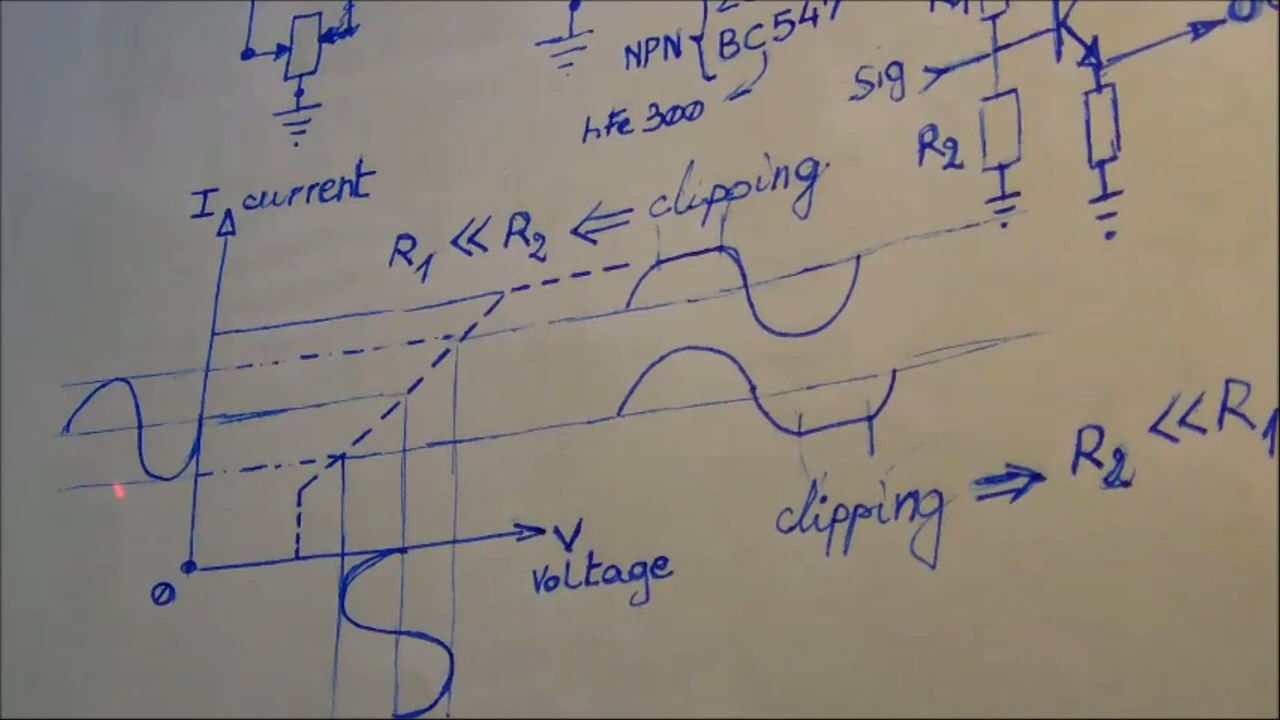 NPN { BC547
hFe 300
Sig
R2
I current
R1 << R2 ⇐ clipping
clipping ⇒ R2 << R1
V
Voltage
0